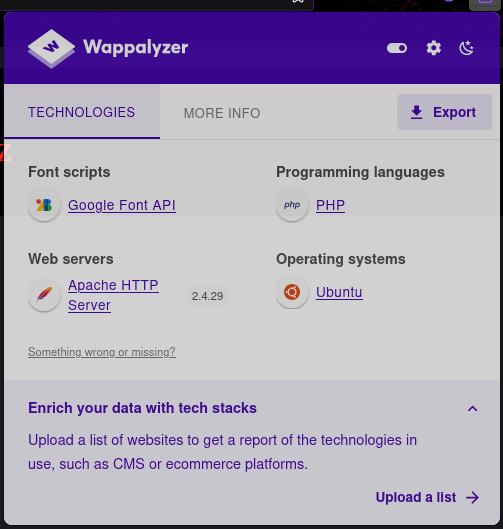 Wappalyzer
TECHNOLOGIES
MORE INFO
Export
Z
Font scripts
Google Font API
Programming languages
php
PHP
Web servers
Apache HTTP
Server
2.4.29
Operating systems
Ubuntu
Something wrong or missing?
Enrich your data with tech stacks
Upload a list of websites to get a report of the technologies in
use, such as CMS or ecommerce platforms.
Upload a list